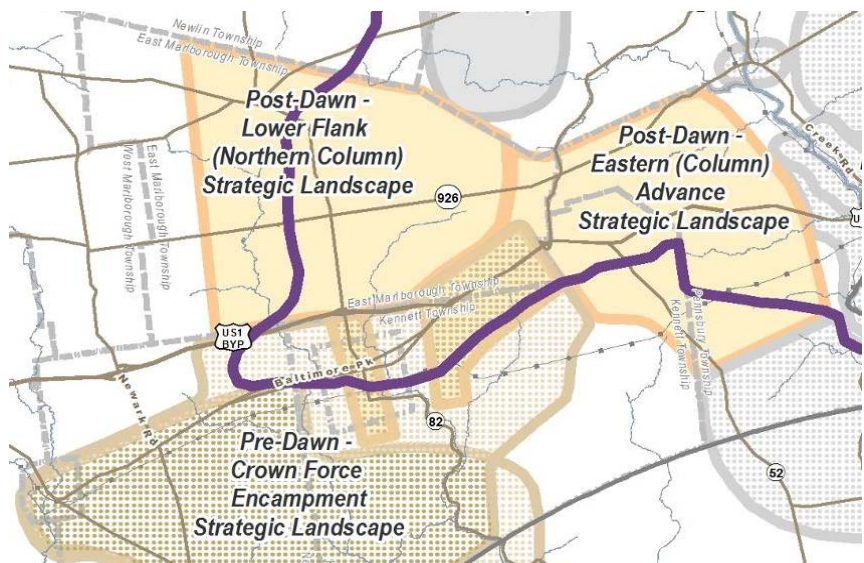 Newlin Township
East Marlborough Township
Post-Dawn -
Lower Flank
(Northern Column)
Strategic Landscape
Post-Dawn -
Eastern (Column)
Advance
Strategic Landscape
Creek Rd
East Marlborough Township
West Marlborough Township
926
East Marlborough Township
Kennett Township
US1
BYP
Baltimore Pk
Newark Rd
82
Pennsbury Township
Kennett Township
52
Pre-Dawn -
Crown Force
Encampment
Strategic Landscape